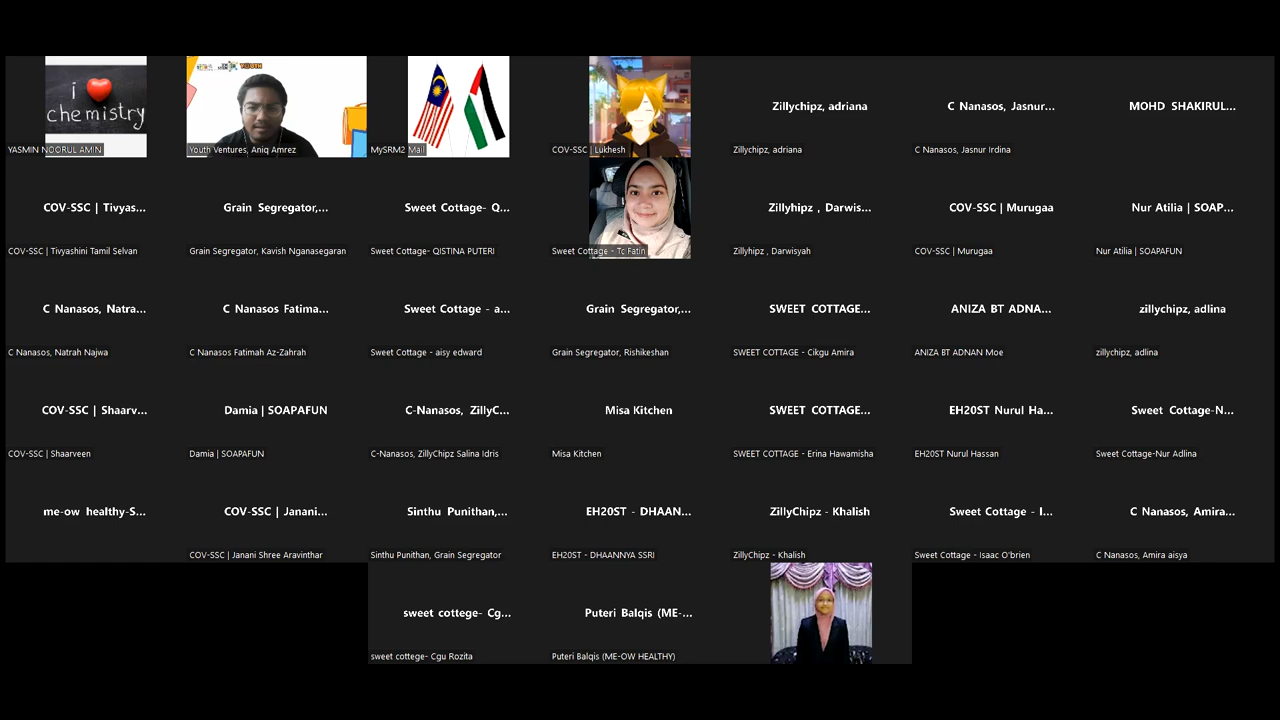 i
chemistry
YASMIN NOORUL AMIN
YOUTH
Youth Ventures, Aniq Amrez
MySRM2 Mail
COV-SSC | Lukhesh
Zillychipz, adriana
Zillychipz, adriana
C Nanasos, Jasnur...
C Nanasos, Jasnur Irdina
MOHD SHAKIRUL...
COV-SSC | Tivyas...
COV-SSC | Tivyashini Tamil Selvan
Grain Segregator,...
Grain Segregator, Kavish Nganasegaran
Sweet Cottage- Q...
Sweet Cottage- QISTINA PUTERI
Sweet Cottage - Tc Fatin
Zillyhipz , Darwis...
Zillyhipz , Darwisyah
COV-SSC | Murugaa
COV-SSC | Murugaa
Nur Atilia | SOAP...
Nur Atilia | SOAPAFUN
C Nanasos, Natra...
C Nanasos, Natrah Najwa
C Nanasos Fatima...
C Nanasos Fatimah Az-Zahrah
Sweet Cottage - a...
Sweet Cottage - aisy edward
Grain Segregator,...
Grain Segregator, Rishikeshan
SWEET COTTAGE...
SWEET COTTAGE - Cikgu Amira
ANIZA BT ADNA...
ANIZA BT ADNAN Moe
zillychipz, adlina
zillychipz, adlina
COV-SSC | Shaarv...
COV-SSC | Shaarveen
Damia | SOAPAFUN
Damia | SOAPAFUN
C-Nanasos, ZillyC...
C-Nanasos, ZillyChipz Salina Idris
Misa Kitchen
Misa Kitchen
SWEET COTTAGE...
SWEET COTTAGE - Erina Hawamisha
EH20ST Nurul Ha...
EH20ST Nurul Hassan
Sweet Cottage-N...
Sweet Cottage-Nur Adlina
me-ow healthy-S...
COV-SSC | Janani...
COV-SSC | Janani Shree Aravinthar
Sinthu Punithan,...
Sinthu Punithan, Grain Segregator
EH20ST - DHAAN...
EH20ST - DHAANNYA SSRI
ZillyChipz - Khalish
ZillyChipz - Khalish
Sweet Cottage - I...
Sweet Cottage - Isaac O'brien
C Nanasos, Amira...
C Nanasos, Amira aisya
sweet cottege- Cg...
sweet cottege- Cgu Rozita
Puteri Balqis (ME-...
Puteri Balqis (ME-OW HEALTHY)